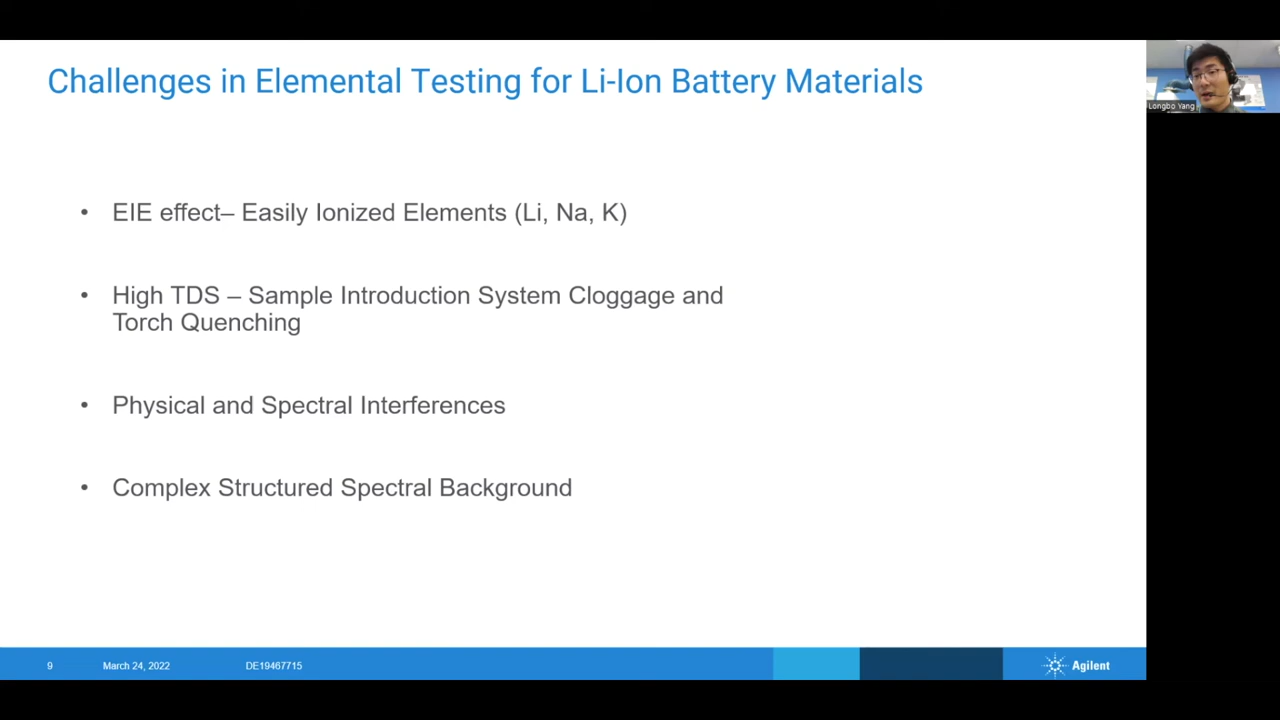 Challenges in Elemental Testing for Li-Ion Battery Materials
Longbo Yang
• EIE effect– Easily Ionized Elements (Li, Na, K)
• High TDS – Sample Introduction System Cloggage and
Torch Quenching
• Physical and Spectral Interferences
• Complex Structured Spectral Background
9 March 24, 2022 DE19467715 Agilent